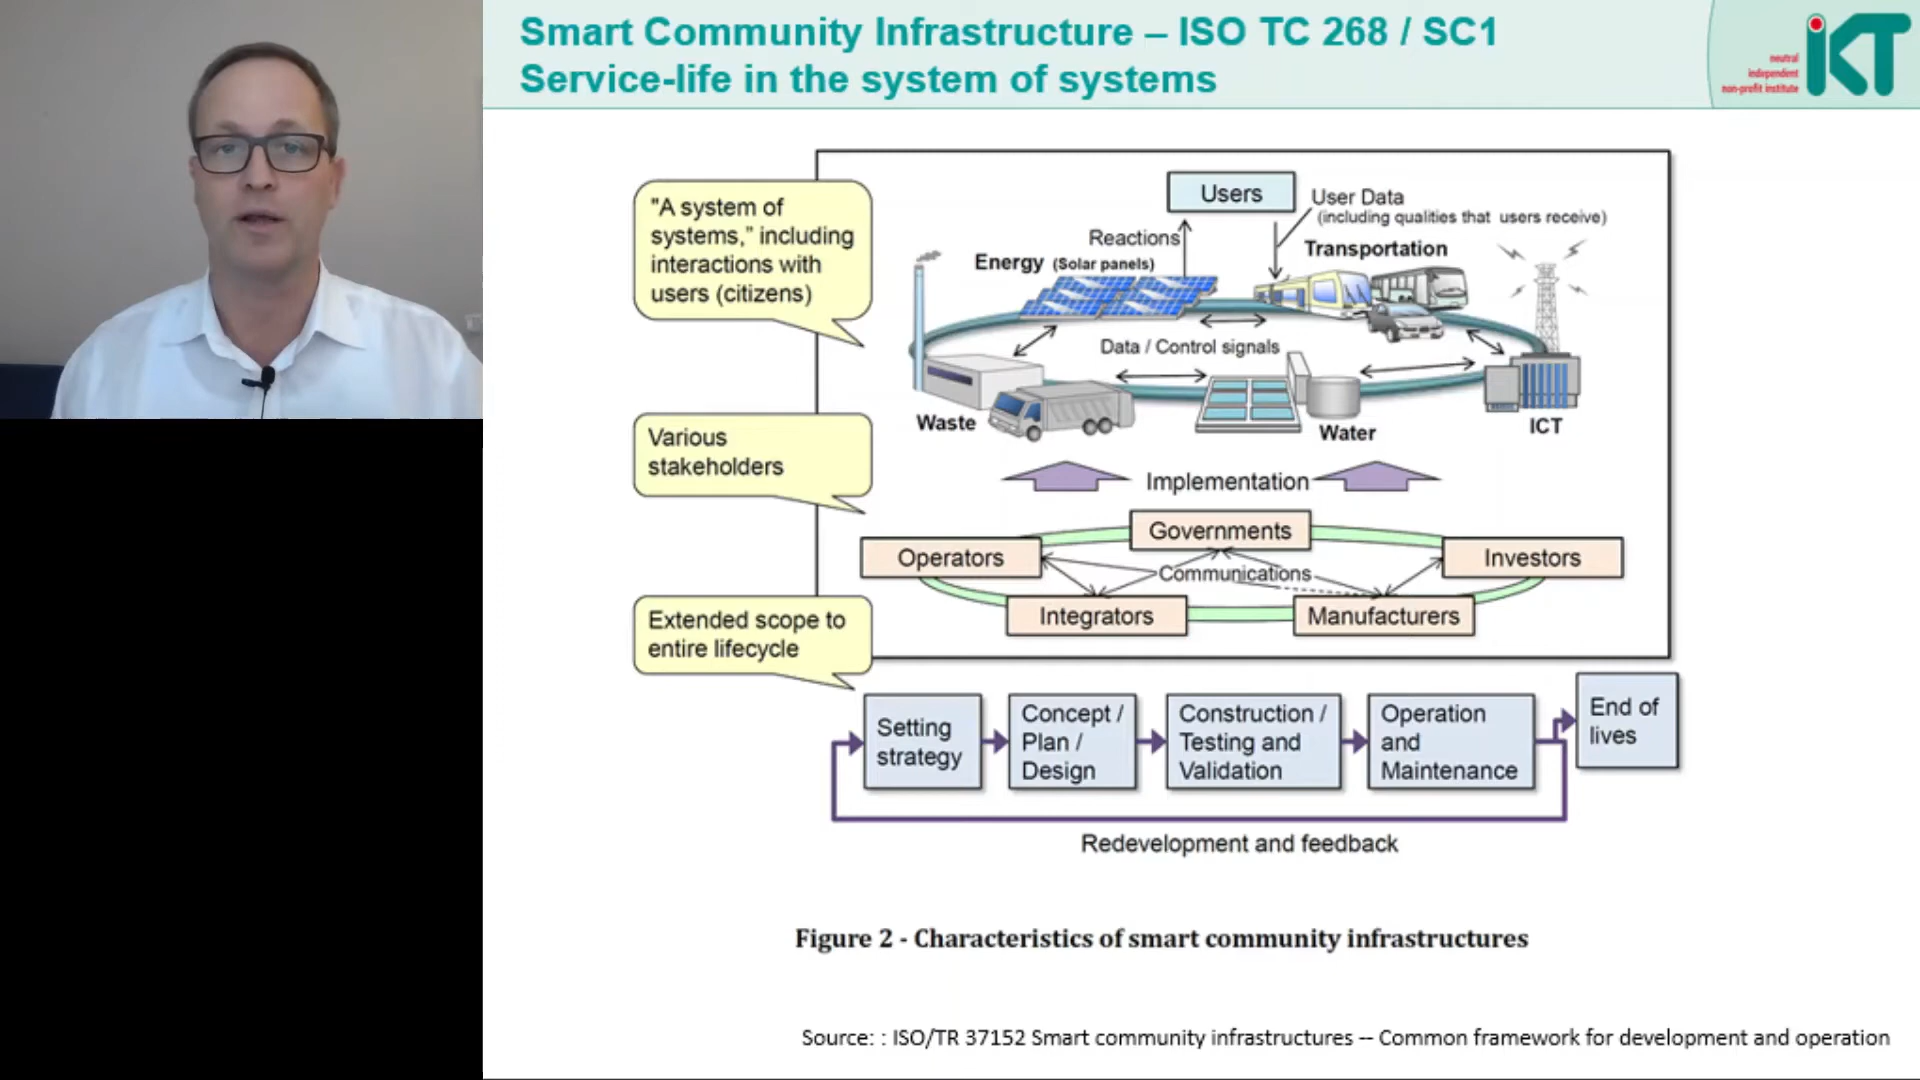 Smart Community Infrastructure – ISO TC 268 / SC1
Service-life in the system of systems
neutral
independent
non-profit institute
iKT
"A system of
systems,” including
interactions with
users (citizens)
Users
User Data
(including qualities that users receive)
Reactions
Transportation
Energy (Solar panels)
Data / Control signals
Waste
Water
ICT
Various
stakeholders
Implementation
Governments
Operators
Investors
Communications
Integrators
Manufacturers
Extended scope to
entire lifecycle
Setting
strategy
Concept /
Plan /
Design
Construction /
Testing and
Validation
Operation
and
Maintenance
End of
lives
Redevelopment and feedback
Figure 2 - Characteristics of smart community infrastructures
Source: : ISO/TR 37152 Smart community infrastructures -- Common framework for development and operation